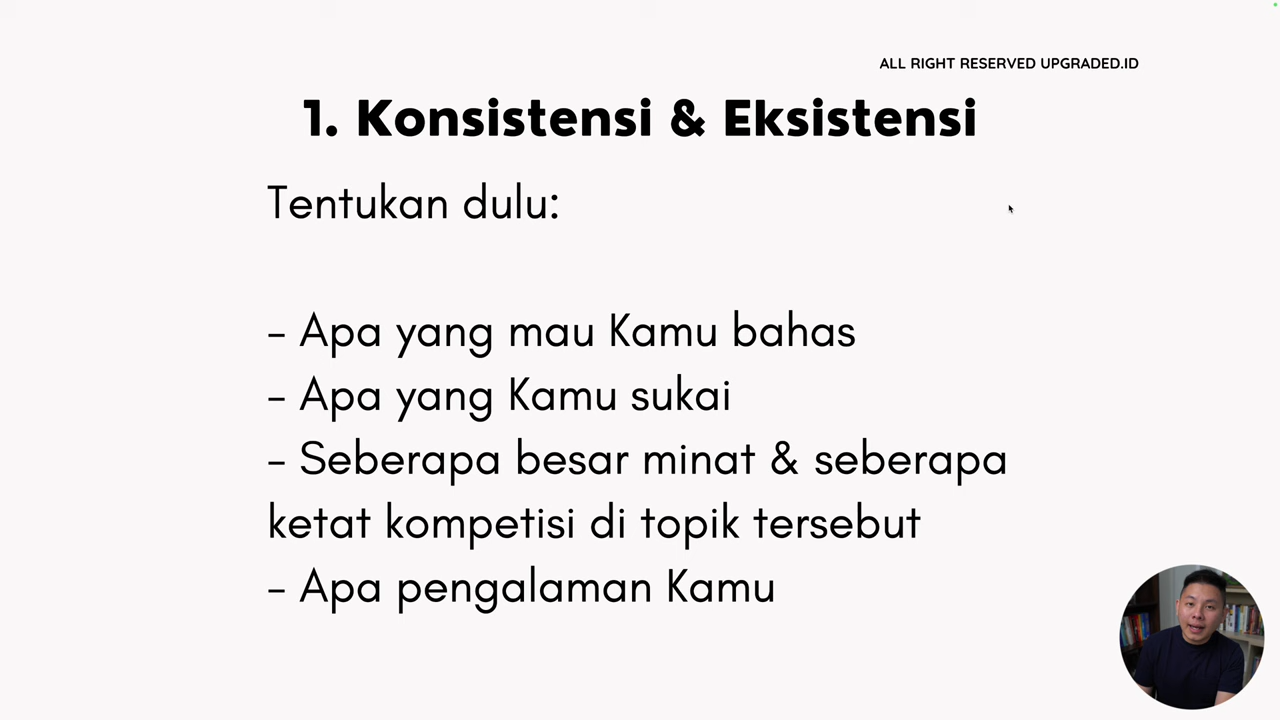 ALL RIGHT RESERVED UPGRADED.ID
1. Konsistensi & Eksistensi
Tentukan dulu:
- Apa yang mau Kamu bahas
- Apa yang Kamu sukai
- Seberapa besar minat & seberapa
ketat kompetisi di topik tersebut
- Apa pengalaman Kamu